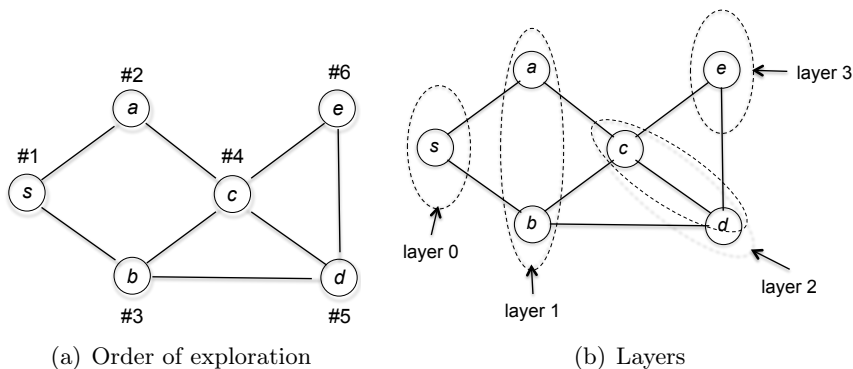 #2
#6
a
e
#1
#4
s
c
b
d
#3
#5
(a) Order of exploration
a
e
layer 3
s
c
b
d
layer 0
layer 1
layer 2
(b) Layers